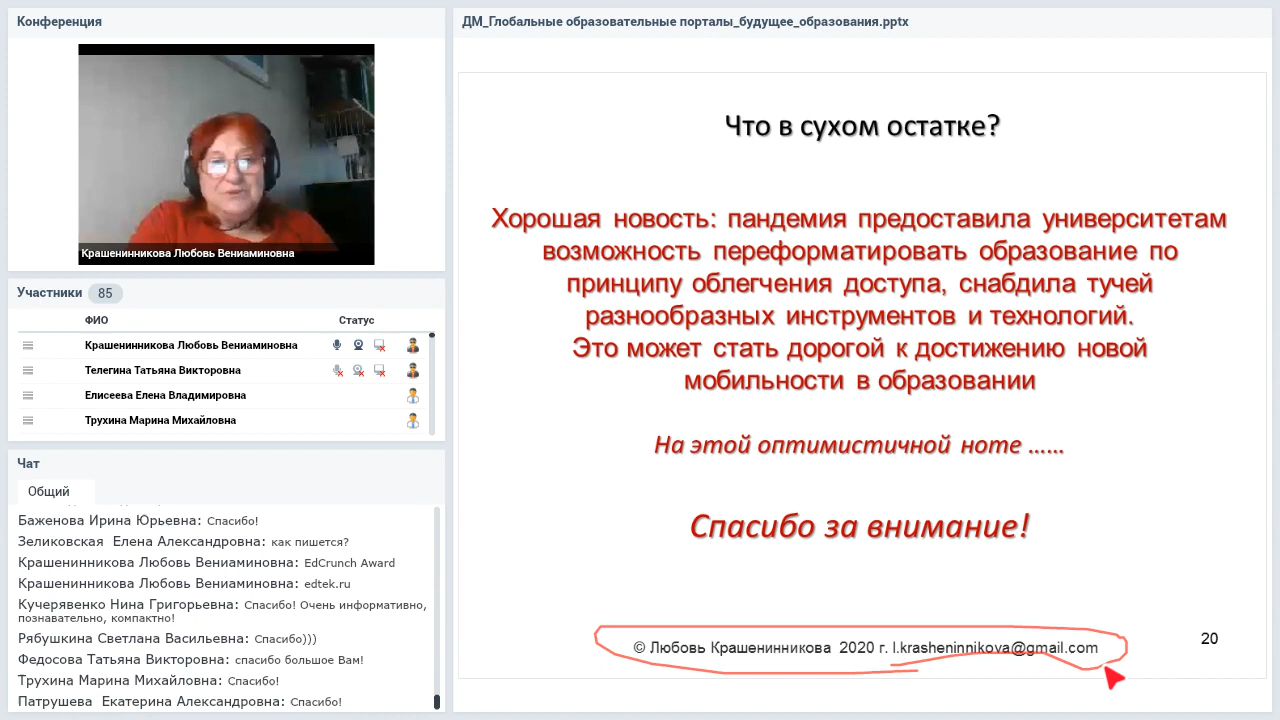 Конференция
Крашенинникова Любовь Вениаминовна
Участники 85
ФИО Статус
Крашенинникова Любовь Вениаминовна
Телегина Татьяна Викторовна
Елисеева Елена Владимировна
Трухина Марина Михайловна
Чат
Общий
Баженова Ирина Юрьевна: Спасибо!
Зеликовская Елена Александровна: как пишется?
Крашенинникова Любовь Вениаминовна: EdCrunch Award
Крашенинникова Любовь Вениаминовна: edtek.ru
Кучерявенко Нина Григорьевна: Спасибо! Очень информативно,
познавательно, компактно!
Рябушкина Светлана Васильевна: Спасибо)))
Федосова Татьяна Викторовна: спасибо большое Вам!
Трухина Марина Михайловна: Спасибо!
Патрушева Екатерина Александровна: Спасибо!
ДМ_Глобальные образовательные порталы_будущее_образования.pptx
Что в сухом остатке?
Хорошая новость: пандемия предоставила университетам
возможность переформатировать образование по
принципу облегчения доступа, снабдила тучей
разнообразных инструментов и технологий.
Это может стать дорогой к достижению новой
мобильности в образовании
На этой оптимистичной ноте ……
Спасибо за внимание!
© Любовь Крашенинникова 2020 г. l.krasheninnikova@gmail.com
20